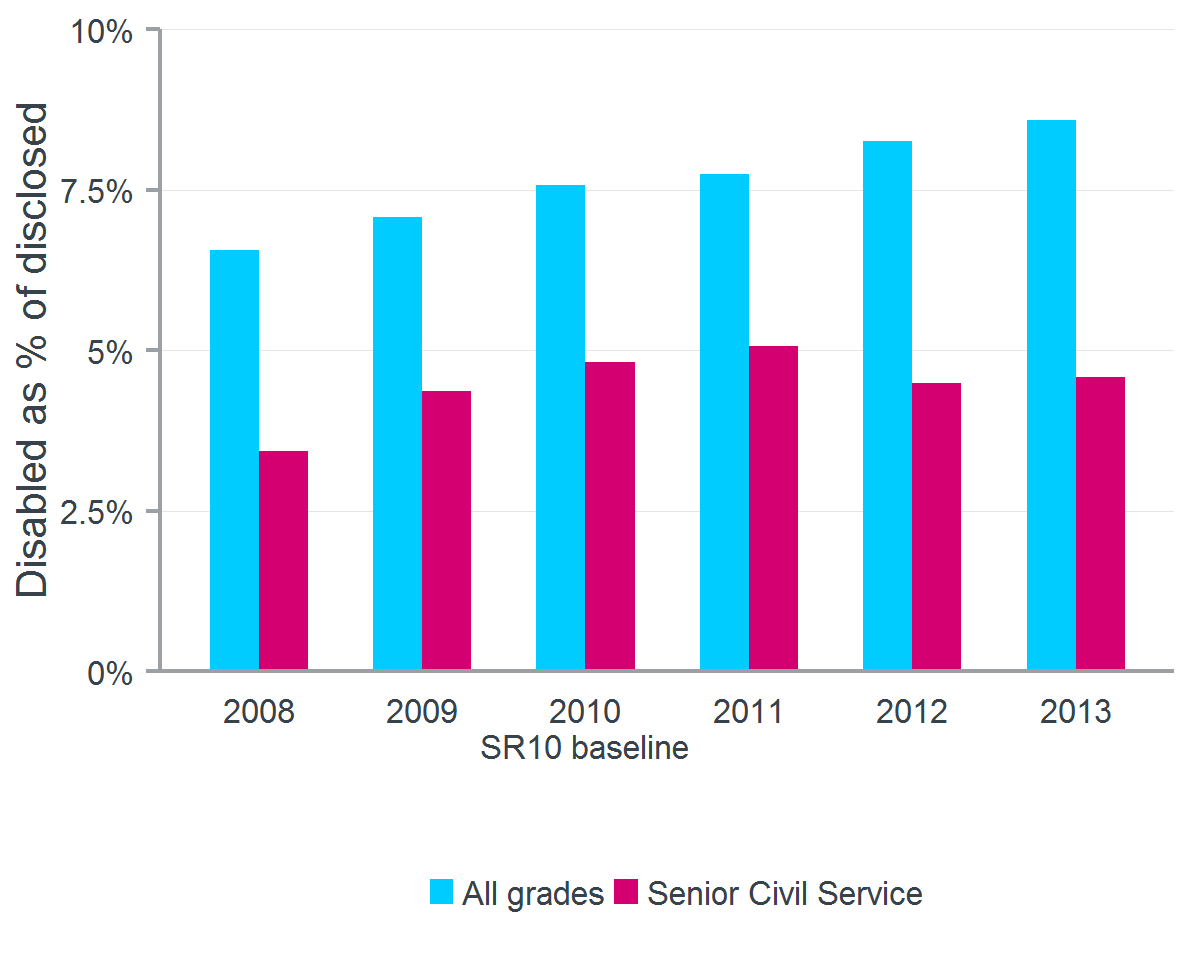 10%
7.5%
5%
2.5%
0%
Disabled as % of disclosed
2008 2009 2010 2011 2012 2013
SR10 baseline
All grades Senior Civil Service